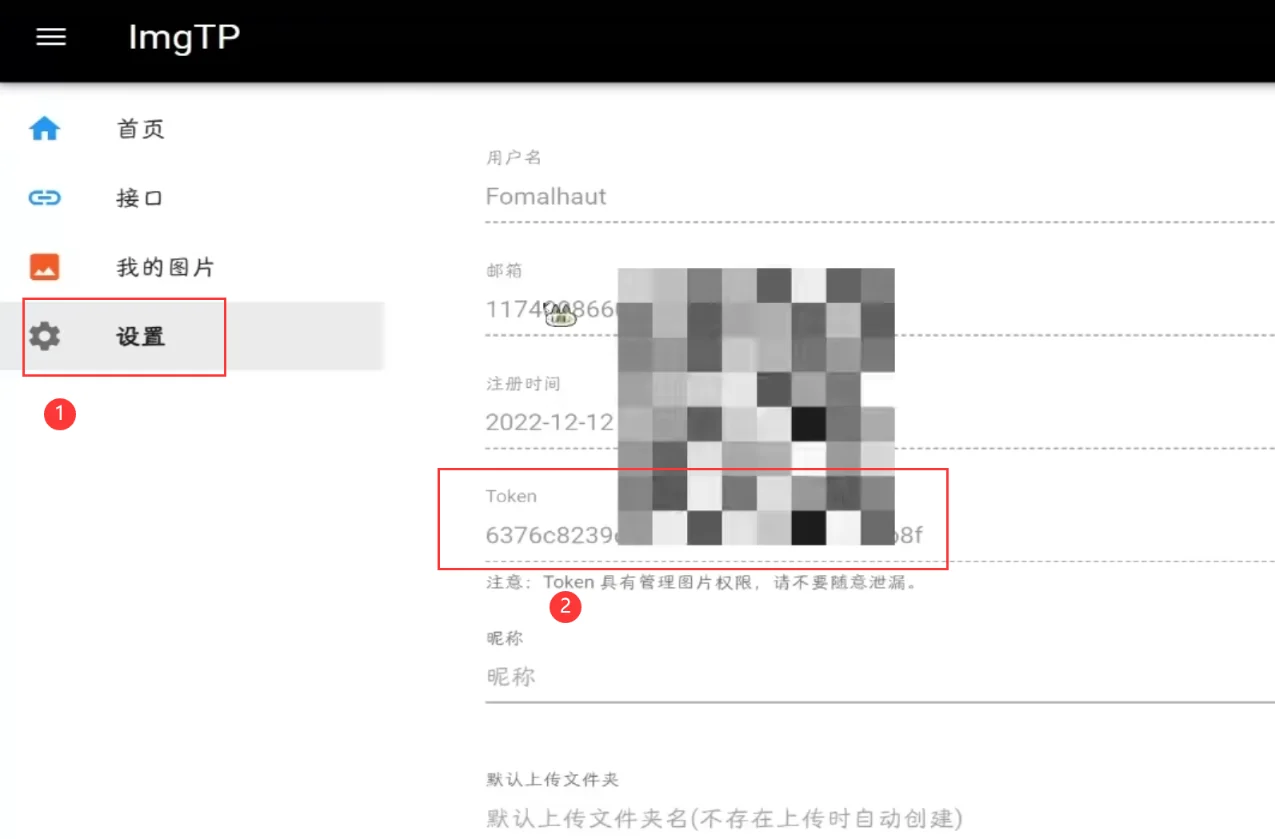 ImgTP
首页
接口
我的图片
设置
1
用户名
Fomalhaut
邮箱
注册时间
2022-12-12
Token
6376c8239
8f
注意：Token 具有管理图片权限，请不要随意泄漏。
2
昵称
昵称
默认上传文件夹
默认上传文件夹名(不存在上传时自动创建)